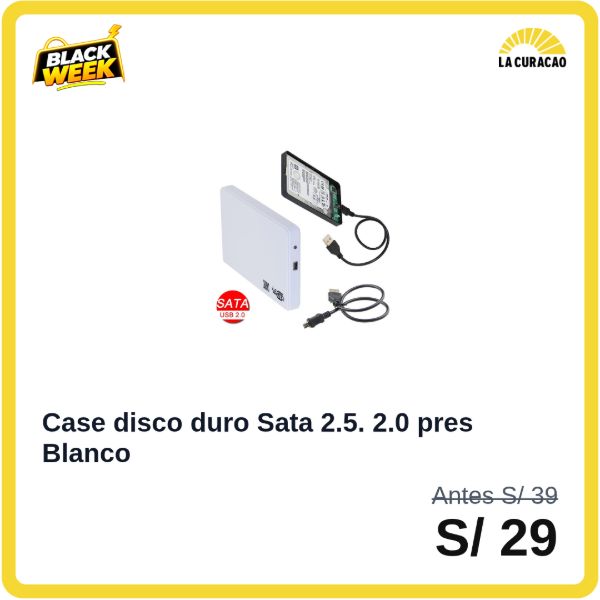 BLACK
WEEK
LA CURACAO
SATA
USB 2.0
Case disco duro Sata 2.5. 2.0 pres
Blanco
Antes S/ 39
S/ 29